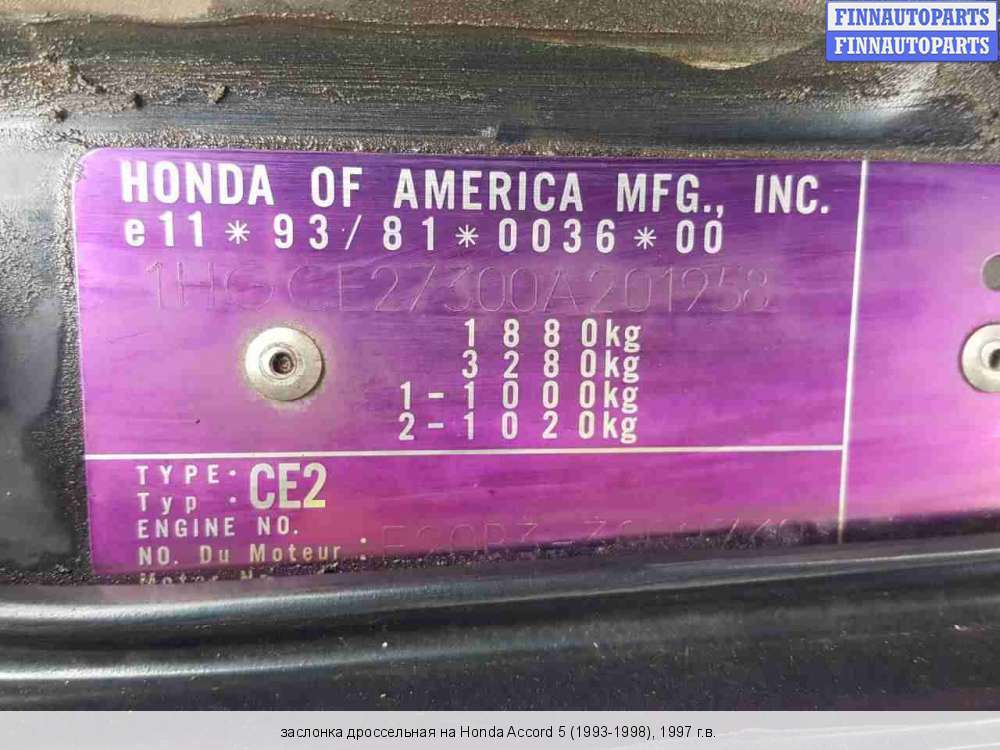 FINNAUTOPARTS
FINNAUTOPARTS
HONDA OF AMERICA MFG., INC.
e11*93/81*0036*00
1HGCE27300A201958
1880kg
3280kg
1-1000kg
2-1020kg
TYPE:
Typ : CE2
ENGINE NO.
NO. Du Moteur :
заслонка дроссельная на Honda Accord 5 (1993-1998), 1997 г.в.